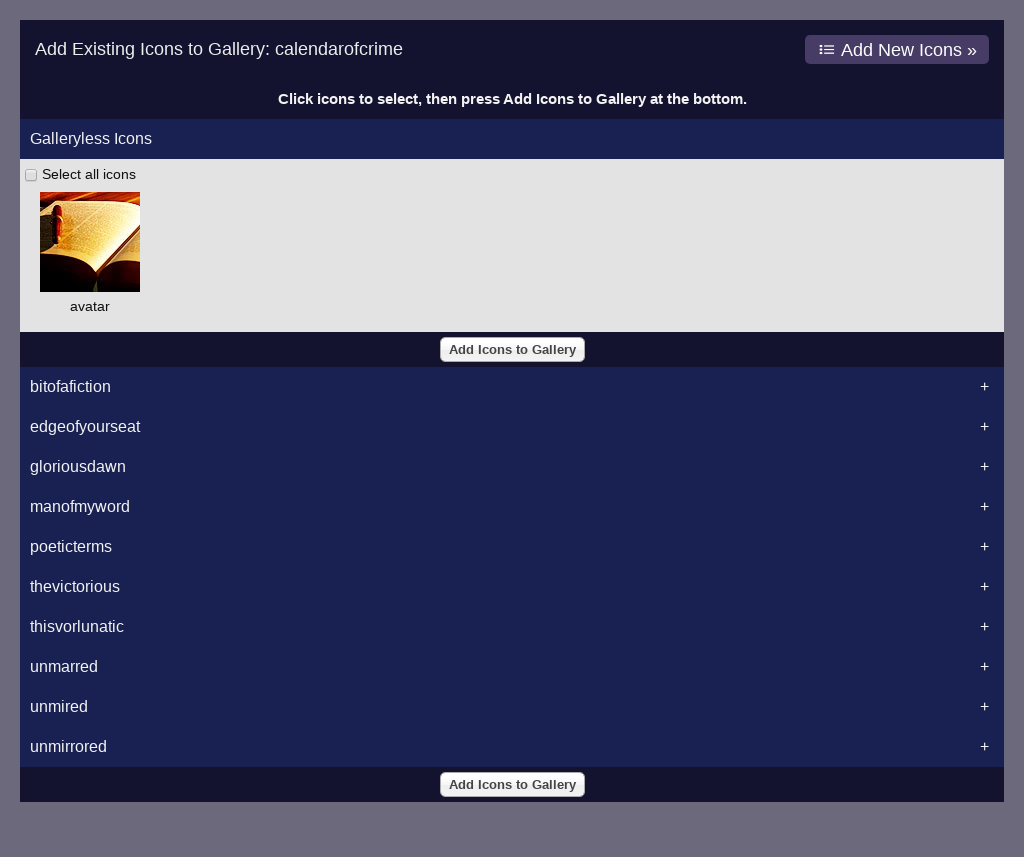 Add Existing Icons to Gallery: calendarofcrime
Add New Icons »
Click icons to select, then press Add Icons to Gallery at the bottom.
Galleryless Icons
Select all icons
avatar
Add Icons to Gallery
bitofafiction +
edgeofyourseat +
gloriousdawn +
manofmyword +
poeticterms +
thevictorious +
thisvorlunatic +
unmarred +
unmired +
unmirrored +
Add Icons to Gallery